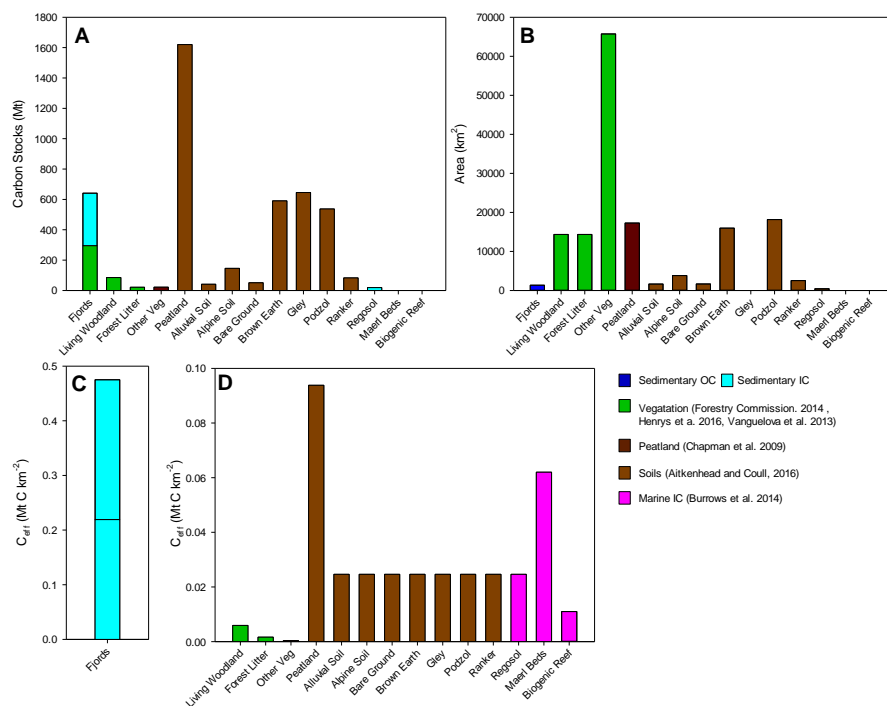 A
Carbon Stocks (Mt)
1800
1600
1400
1200
1000
800
600
400
200
0
Fjords
Living Woodland
Forest Litter
Other Veg
Peatland
Alluval Soil
Alpine Soil
Bare Ground
Brown Earth
Gley
Podzol
Ranker
Regosol
Maerl Beds
Biogenic Reef
B
Area (km²)
70000
60000
50000
40000
30000
20000
10000
0
Fjords
Living Woodland
Forest Litter
Other Veg
Peatland
Alluval Soil
Alpine Soil
Bare Ground
Brown Earth
Gley
Podzol
Ranker
Regosol
Maerl Beds
Biogenic Reef
C
C_eff (Mt C km⁻²)
0.5
0.4
0.3
0.2
0.1
0.0
Fjords
D
C_eff (Mt C km⁻²)
0.10
0.08
0.06
0.04
0.02
0.00
Living Woodland
Forest Litter
Other Veg
Peatland
Alluval Soil
Alpine Soil
Bare Ground
Brown Earth
Gley
Podzol
Ranker
Regosol
Maerl Beds
Biogenic Reef
Sedimentary OC
Sedimentary IC
Vegatation (Forestry Commission. 2014 ,
Henrys et a. 2016, Vanguelova et al. 2013)
Peatland (Chapman et al. 2009)
Soils (Aitkenhead and Coull, 2016)
Marine IC (Burrows et al. 2014)